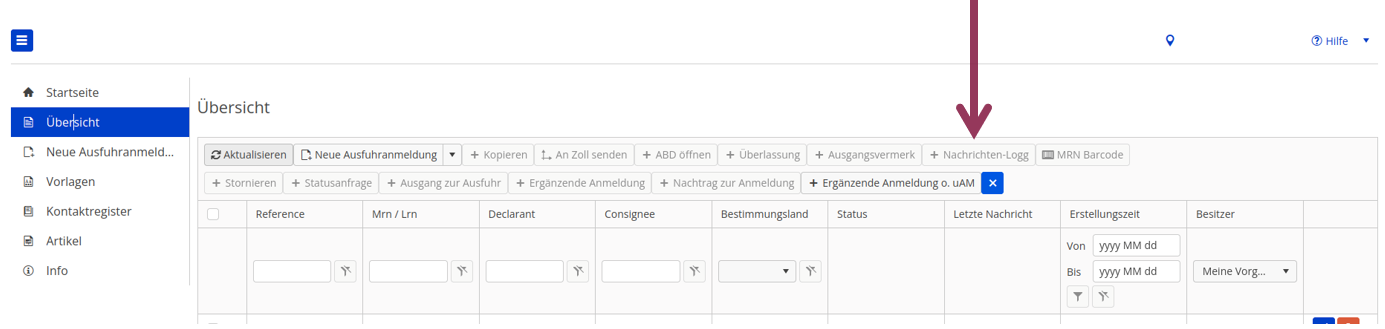 Hilfe
Startseite
Übersicht
Neue Ausfuhranmeld...
Vorlagen
Kontaktregister
Artikel
Info
Übersicht
Aktualisieren Neue Ausfuhranmeldung + Kopieren An Zoll senden + ABD öffnen + Überlassung + Ausgangsvermerk + Nachrichten-Logg MRN Barcode
+ Stornieren + Statusanfrage + Ausgang zur Ausfuhr + Ergänzende Anmeldung + Nachtrag zur Anmeldung + Ergänzende Anmeldung o. uAM
Reference Mrn / Lrn Declarant Consignee Bestimmungsland Status Letzte Nachricht Erstellungszeit Besitzer
Von yyyy MM dd
Bis yyyy MM dd Meine Vorg...